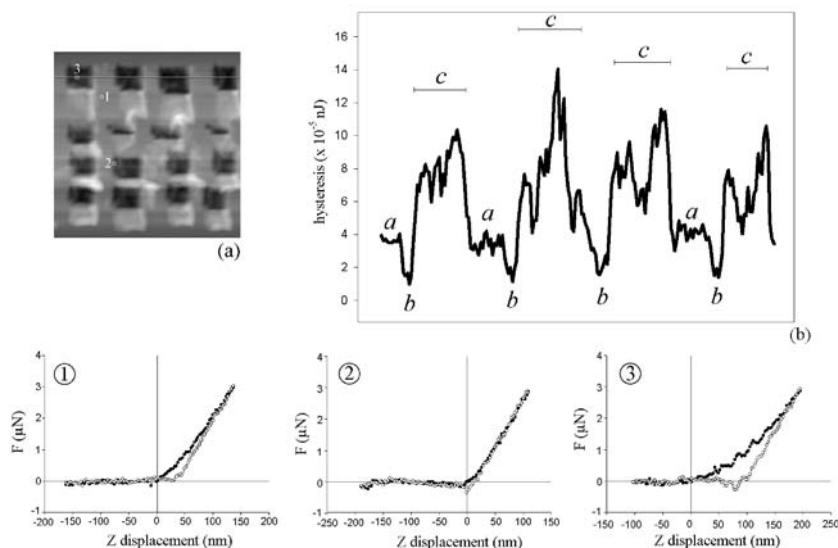 3
1
2
(a)
hysteresis (x 10⁻⁵ nJ)
16
14
12
10
8
6
4
2
0
c
c
c
c
a
a
a
b
b
b
b
(b)
1
F (µN)
4
3
2
1
0
-1
-200 -150 -100 -50 0 50 100 150 200
Z displacement (nm)
2
F (µN)
4
3
2
1
0
-1
-250 -200 -150 -100 -50 0 50 100 150
Z displacement (nm)
3
F (µN)
4
3
2
1
0
-1
-150 -100 -50 0 50 100 150 200 250
Z displacement (nm)